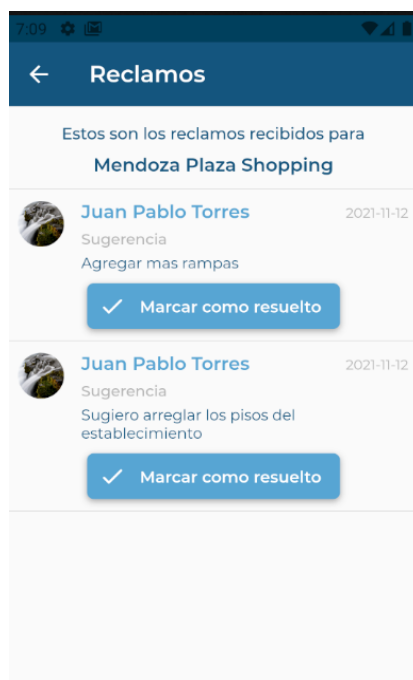 7:09
Reclamos
Estos son los reclamos recibidos para
Mendoza Plaza Shopping
Juan Pablo Torres 2021-11-12
Sugerencia
Agregar mas rampas
Marcar como resuelto
Juan Pablo Torres 2021-11-12
Sugerencia
Sugiero arreglar los pisos del
establecimiento
Marcar como resuelto